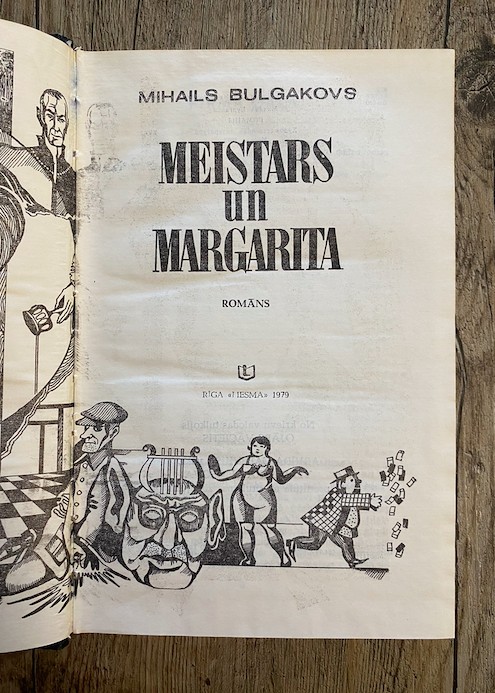 MIHAILS BULGAKOVS
MEISTARS
un
MARGARITA
ROMĀNS
RĪGA «LIESMA» 1979